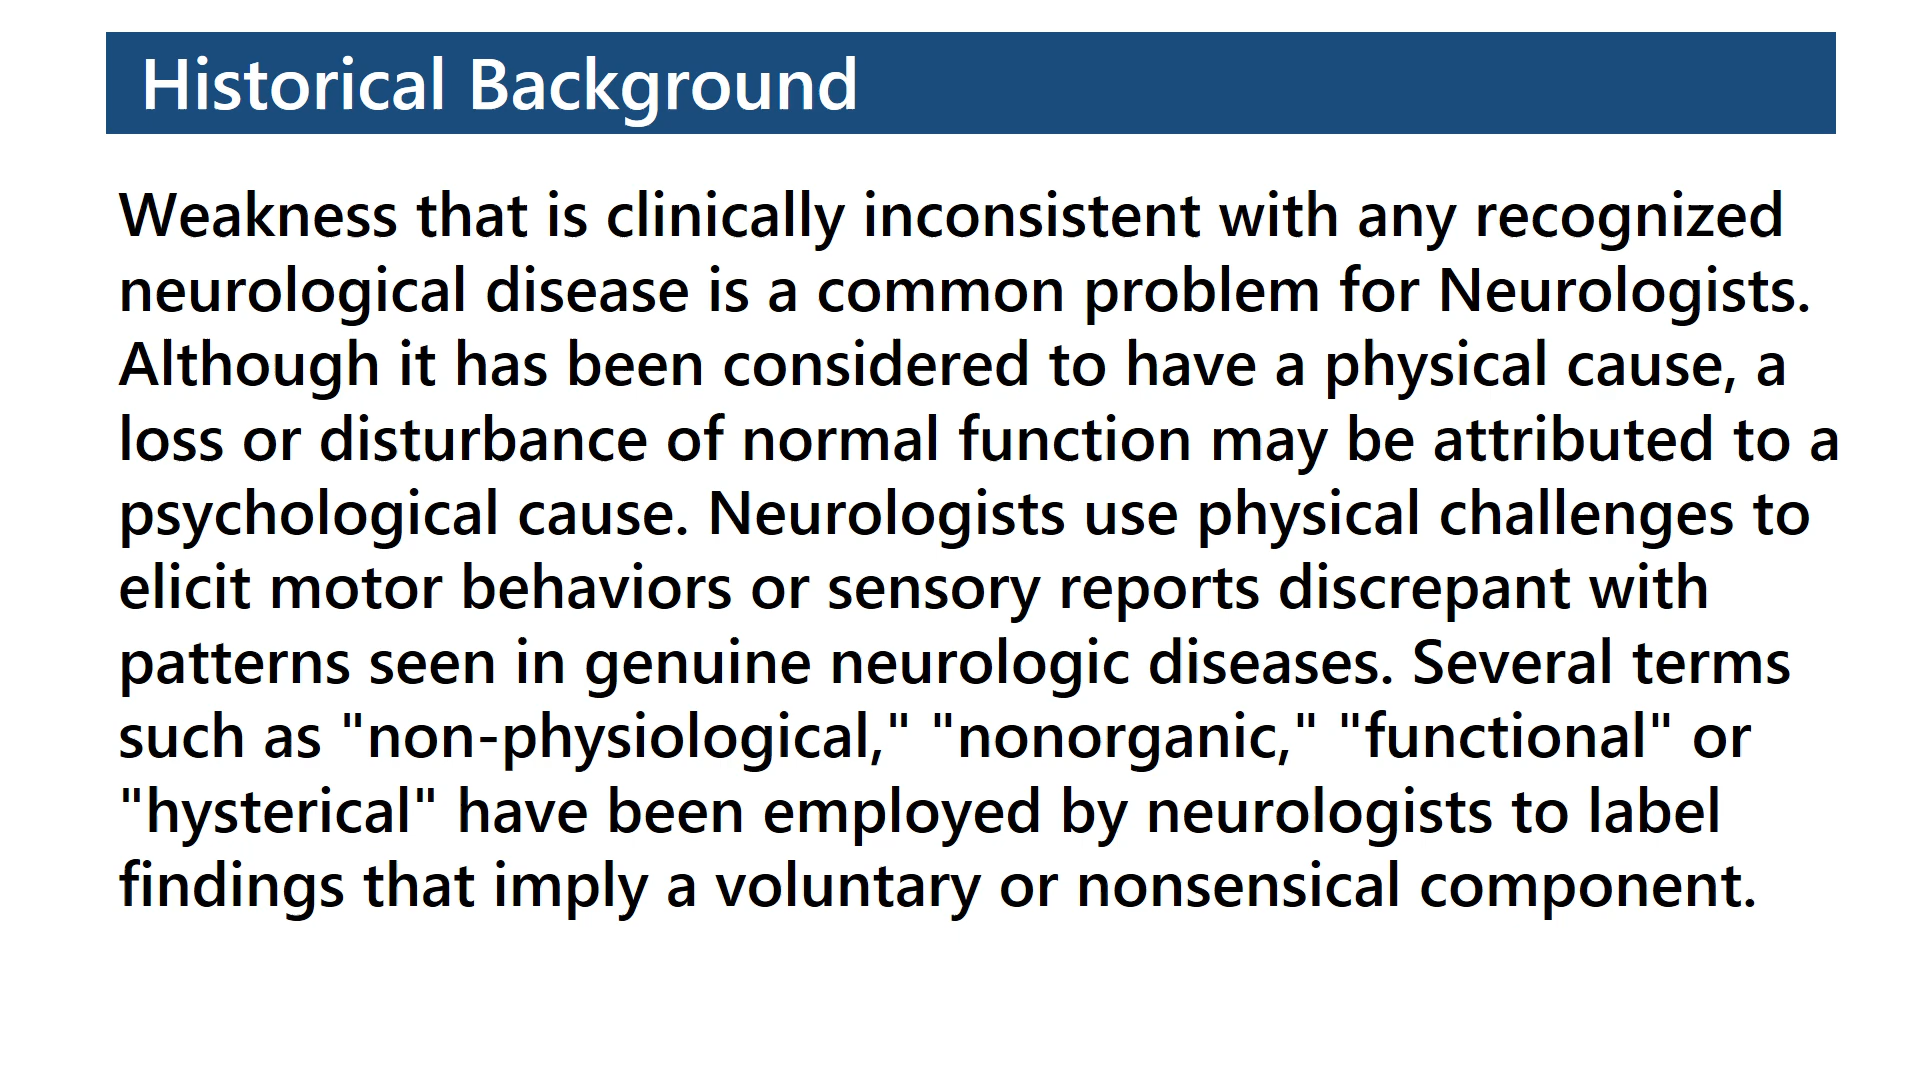 Historical Background
Weakness that is clinically inconsistent with any recognized
neurological disease is a common problem for Neurologists.
Although it has been considered to have a physical cause, a
loss or disturbance of normal function may be attributed to a
psychological cause. Neurologists use physical challenges to
elicit motor behaviors or sensory reports discrepant with
patterns seen in genuine neurologic diseases. Several terms
such as "non-physiological," "nonorganic," "functional" or
"hysterical" have been employed by neurologists to label
findings that imply a voluntary or nonsensical component.